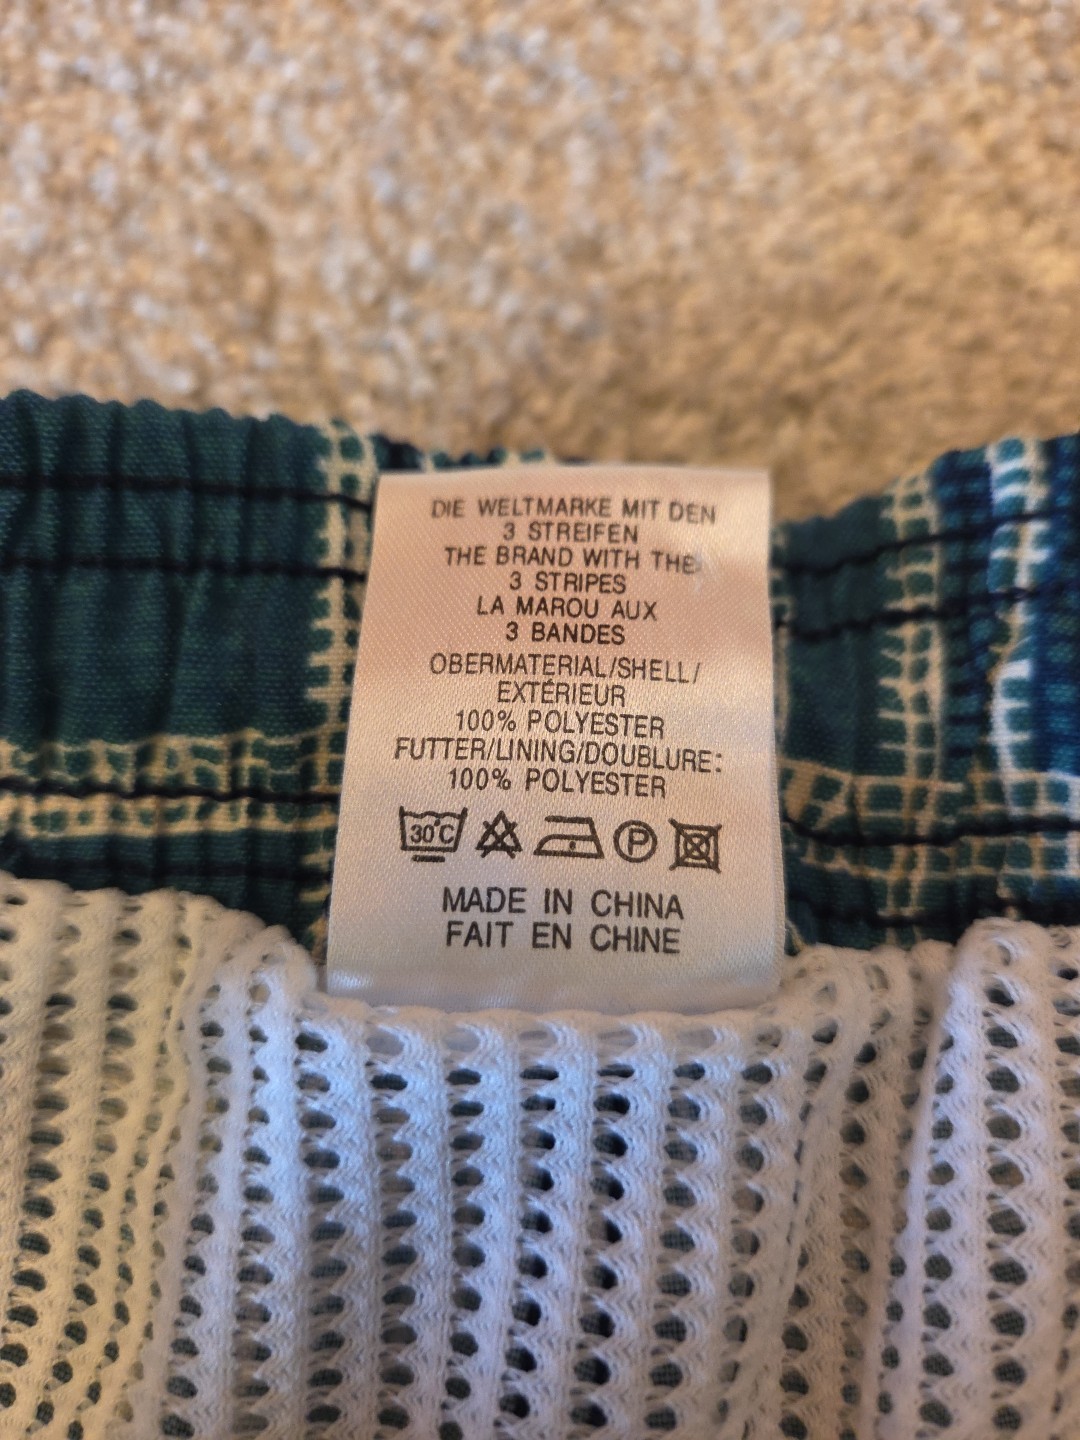 DIE WELTMARKE MIT DEN
3 STREIFEN
THE BRAND WITH THE
3 STRIPES
LA MAROU AUX
3 BANDES
OBERMATERIAL/SHELL/
EXTÉRIEUR
100% POLYESTER
FUTTER/LINING/DOUBLURE:
100% POLYESTER
30°C P
MADE IN CHINA
FAIT EN CHINE